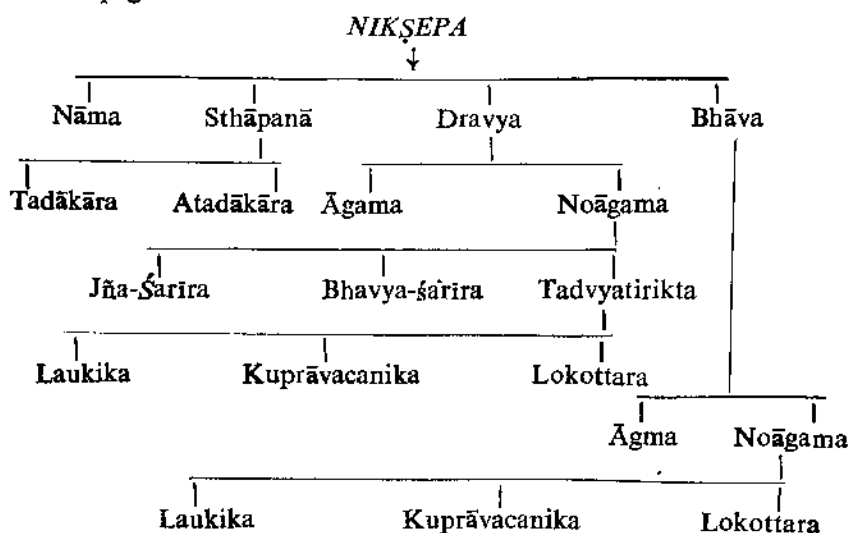 NIKṢEPA
Nāma Sthāpanā Dravya Bhāva
Tadākāra Atadākāra Āgama Noāgama
Jña-Śarīra Bhavya-śarīra Tadvyatirikta
Laukika Kuprāvacanika Lokottara
Āgma Noāgama
Laukika Kuprāvacanika Lokottara